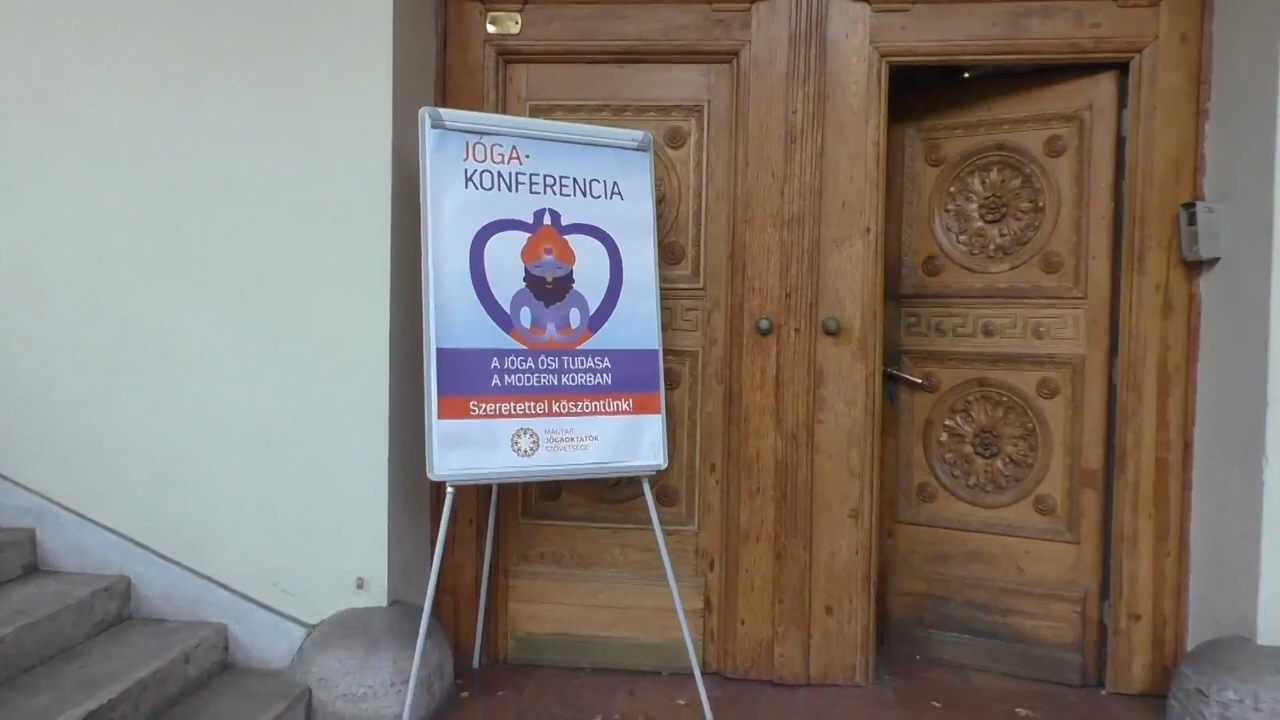 JÓGA-
KONFERENCIA
A JÓGA ŐSI TUDÁSA
A MODERN KORBAN
Szeretettel köszöntünk!
MAGYAR
JÓGAOKTATÓK
SZÖVETSÉGE